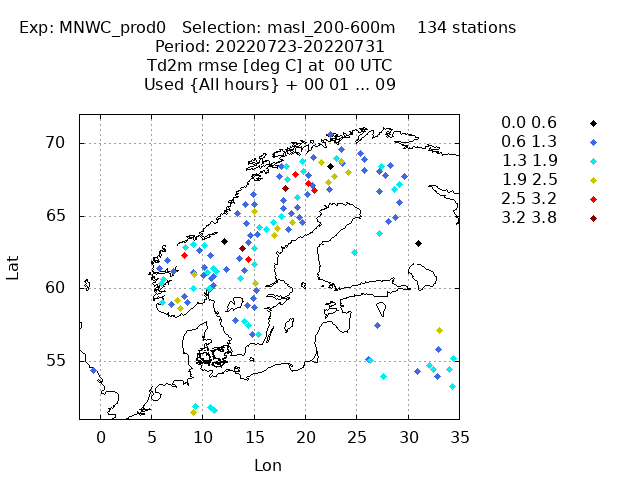 Exp: MNWC_prod0 Selection: masl_200-600m 134 stations
Period: 20220723-20220731
Td2m rmse [deg C] at 00 UTC
Used {All hours} + 00 01 ... 09
0.0 0.6
0.6 1.3
1.3 1.9
1.9 2.5
2.5 3.2
3.2 3.8
70
65
60
55
Lat
0 5 10 15 20 25 30 35
Lon